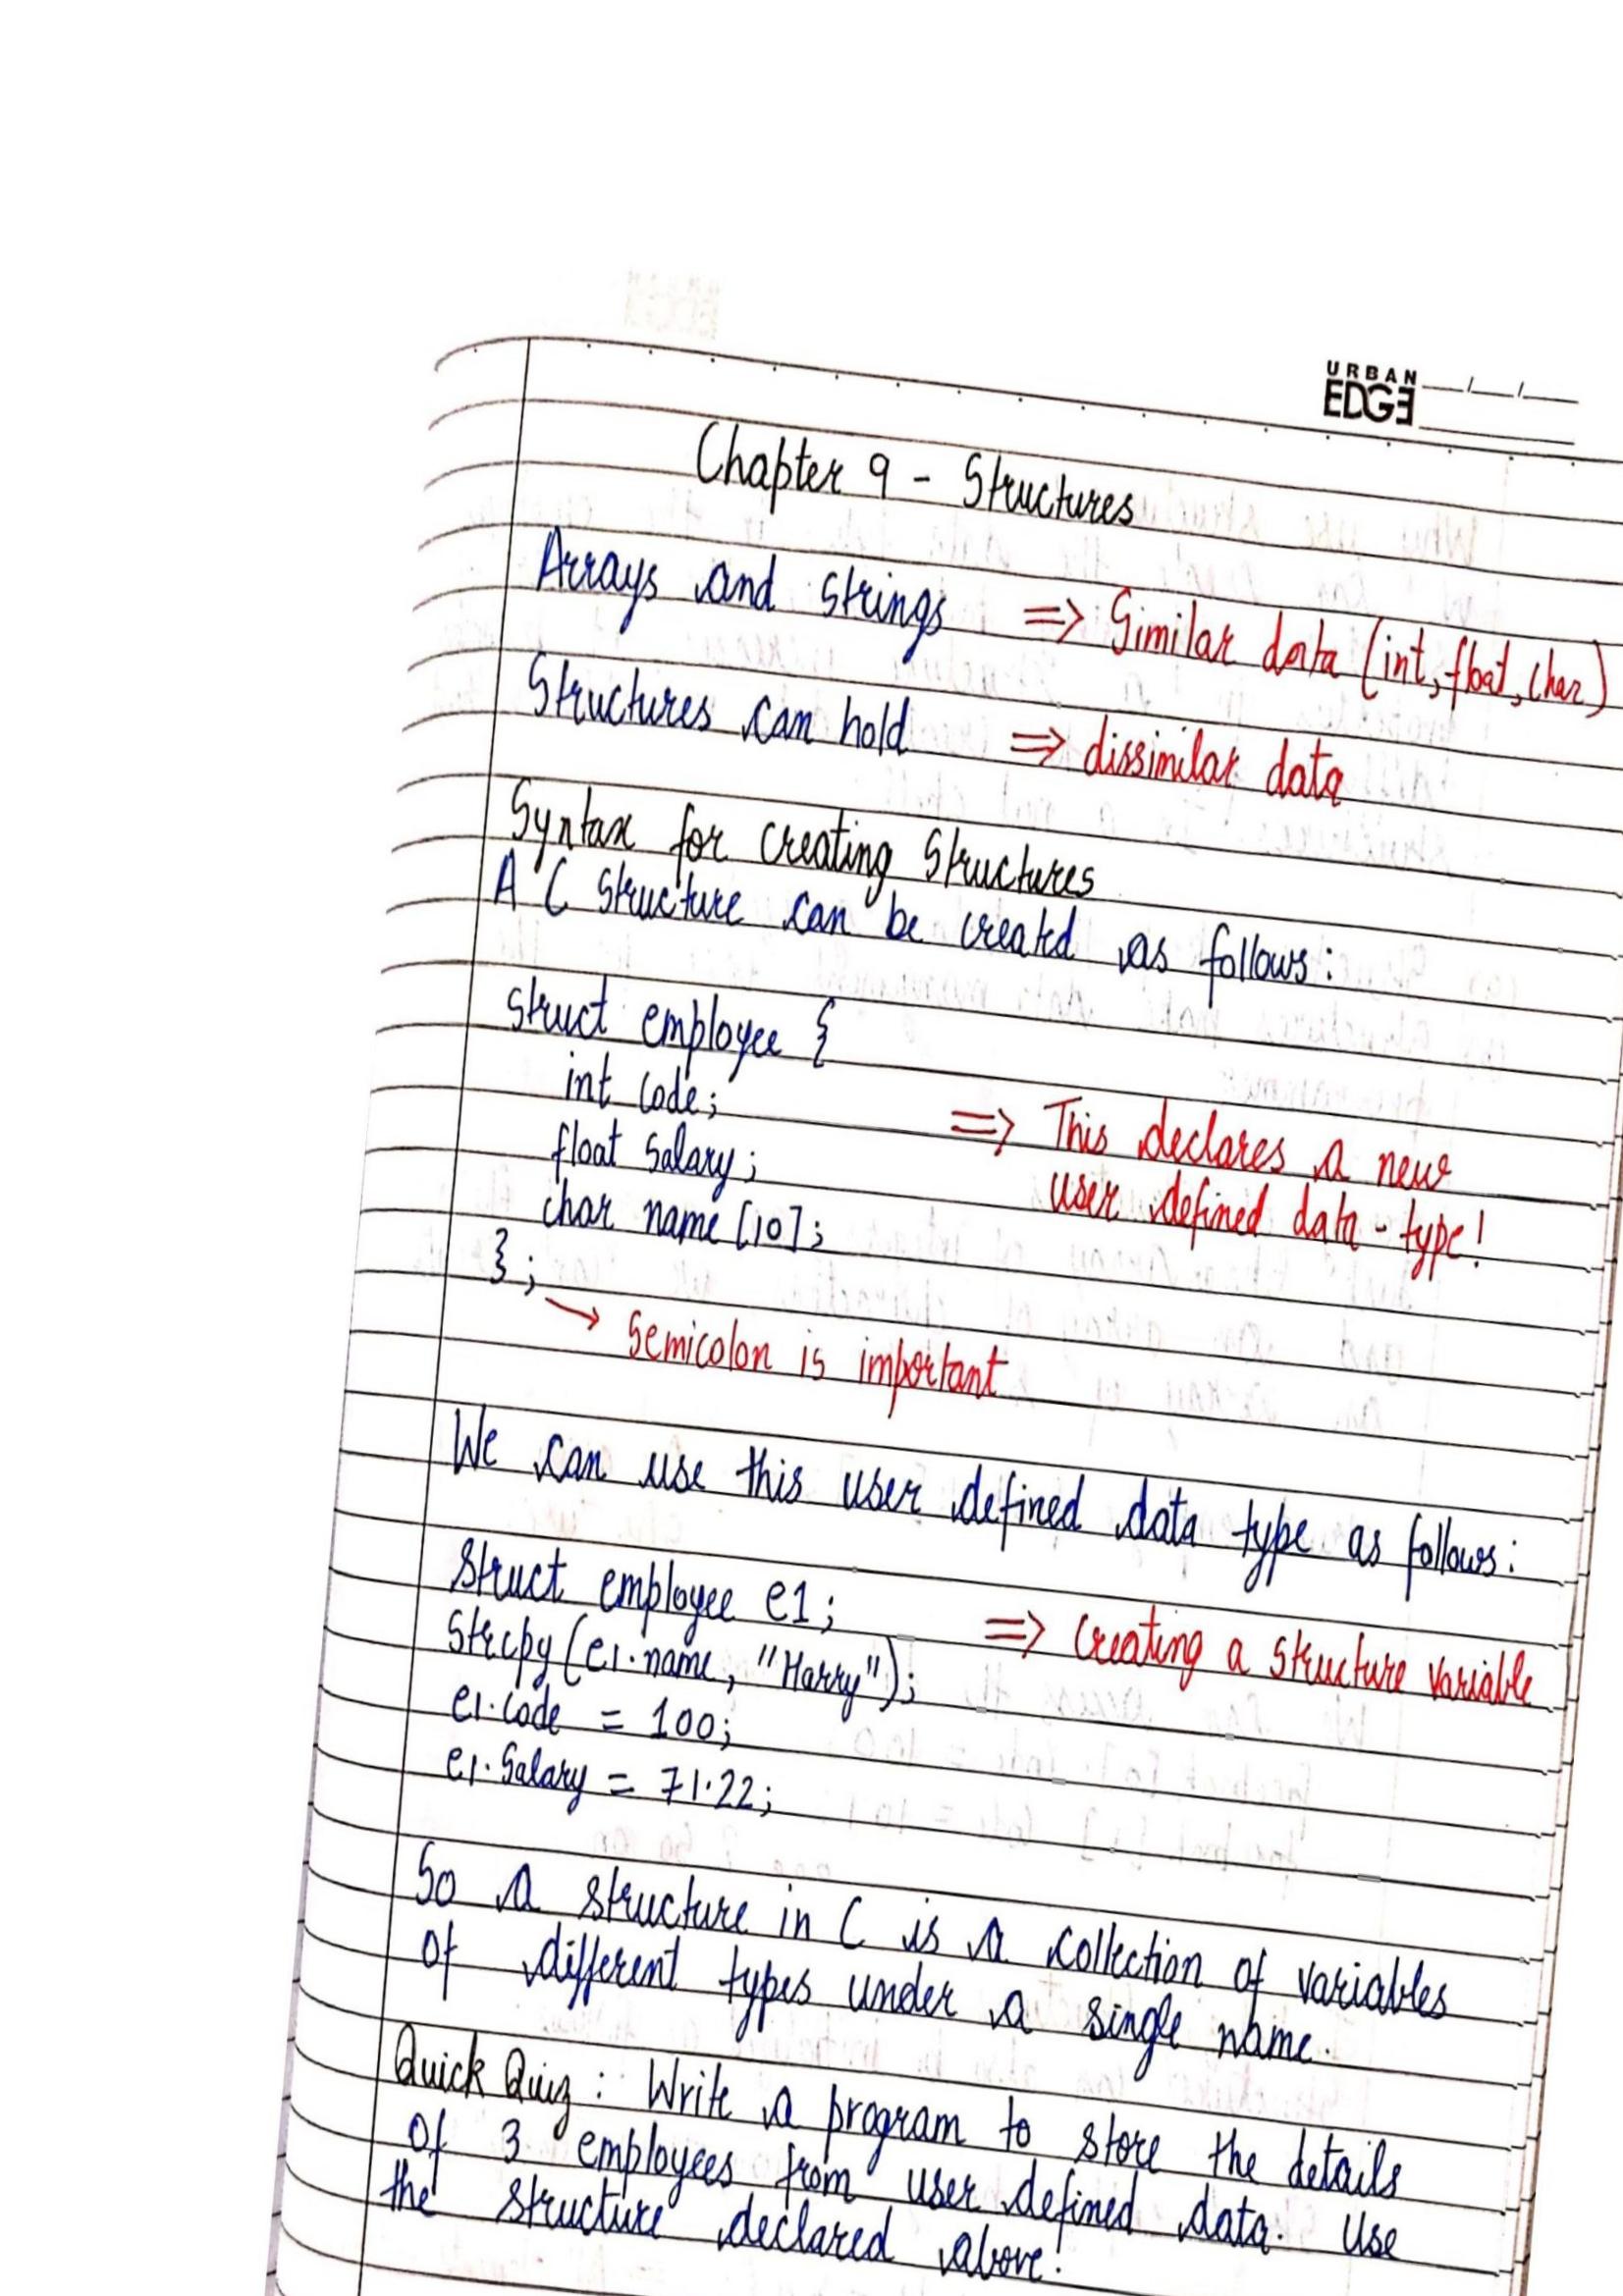 URBAN
EDGE
Chapter 9 - Structures
Arrays and Strings => Similar data (int, float, char)
Structures can hold => dissimilar data
Syntax for creating Structures
A C Structure can be created as follows:
struct employee {
int code;
float salary;
char name [10];
};
Semicolon is important
=> This declares a new
user defined data - type!
We can use this user defined data type as follows:
struct employee e1; => creating a structure variable
strcpy (e1.name, "Harry");
e1.code = 100;
e1.salary = 71.22;
So a structure in C is a collection of variables
of different types under a single name.
Quick Quiz : Write a program to store the details
of 3 employees from user defined data. Use
the structure declared above!